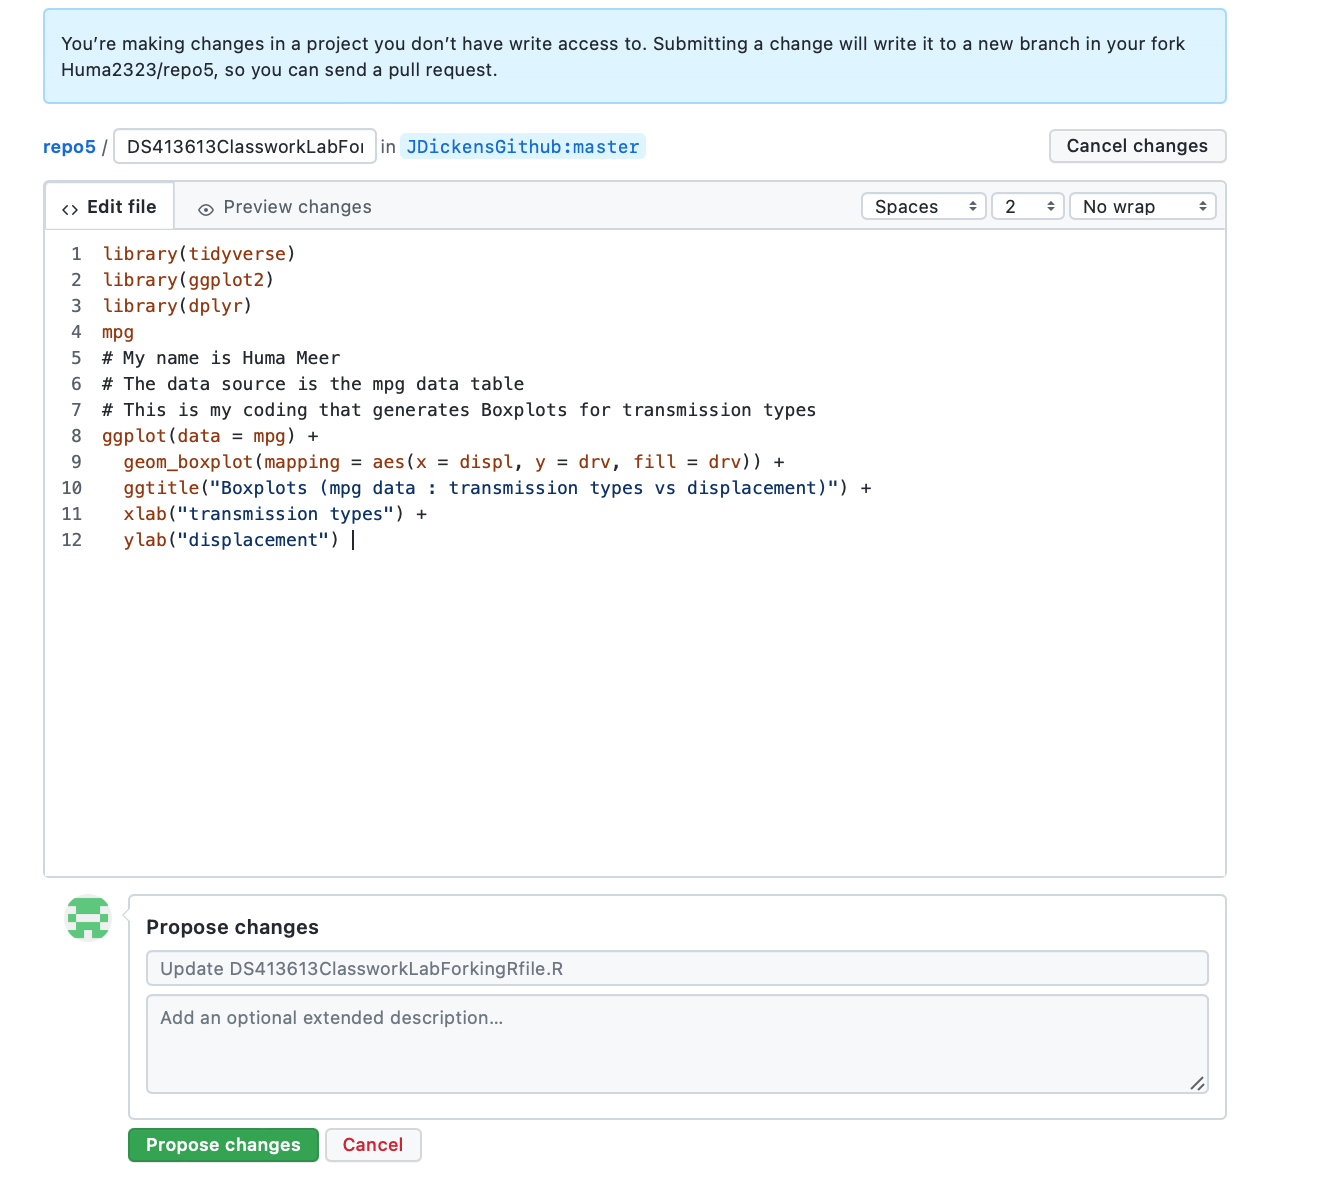 You're making changes in a project you don't have write access to. Submitting a change will write it to a new branch in your fork
Huma2323/repo5, so you can send a pull request.
repo5 / DS413613ClassworkLabFor in JDickensGithub:master Cancel changes
<> Edit file Preview changes Spaces 2 No wrap
1 library(tidyverse)
2 library(ggplot2)
3 library(dplyr)
4 mpg
5 # My name is Huma Meer
6 # The data source is the mpg data table
7 # This is my coding that generates Boxplots for transmission types
8 ggplot(data = mpg) +
9   geom_boxplot(mapping = aes(x = displ, y = drv, fill = drv)) +
10   ggtitle("Boxplots (mpg data : transmission types vs displacement)") +
11   xlab("transmission types") +
12   ylab("displacement")
Propose changes
Update DS413613ClassworkLabForkingRfile.R
Add an optional extended description...
Propose changes Cancel